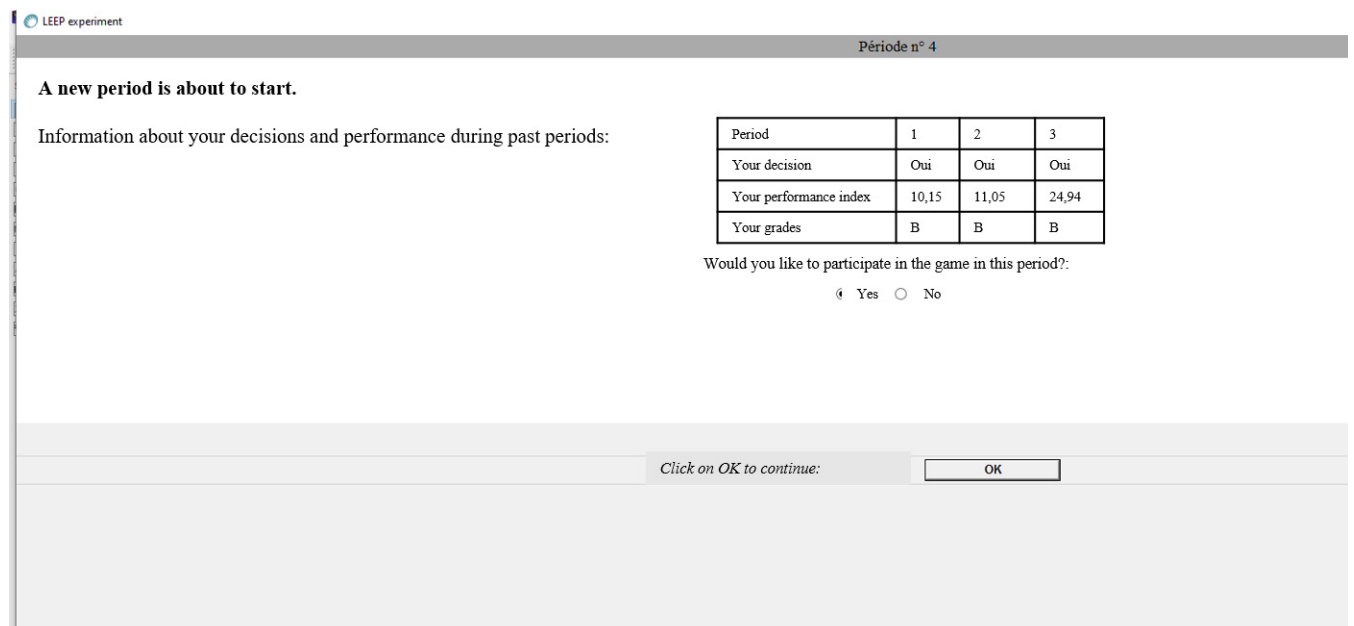 LEEP experiment
Période n° 4
A new period is about to start.
Information about your decisions and performance during past periods:
Period 1 2 3
Your decision Oui Oui Oui
Your performance index 10,15 11,05 24,94
Your grades B B B
Would you like to participate in the game in this period?:
Yes No
Click on OK to continue: OK